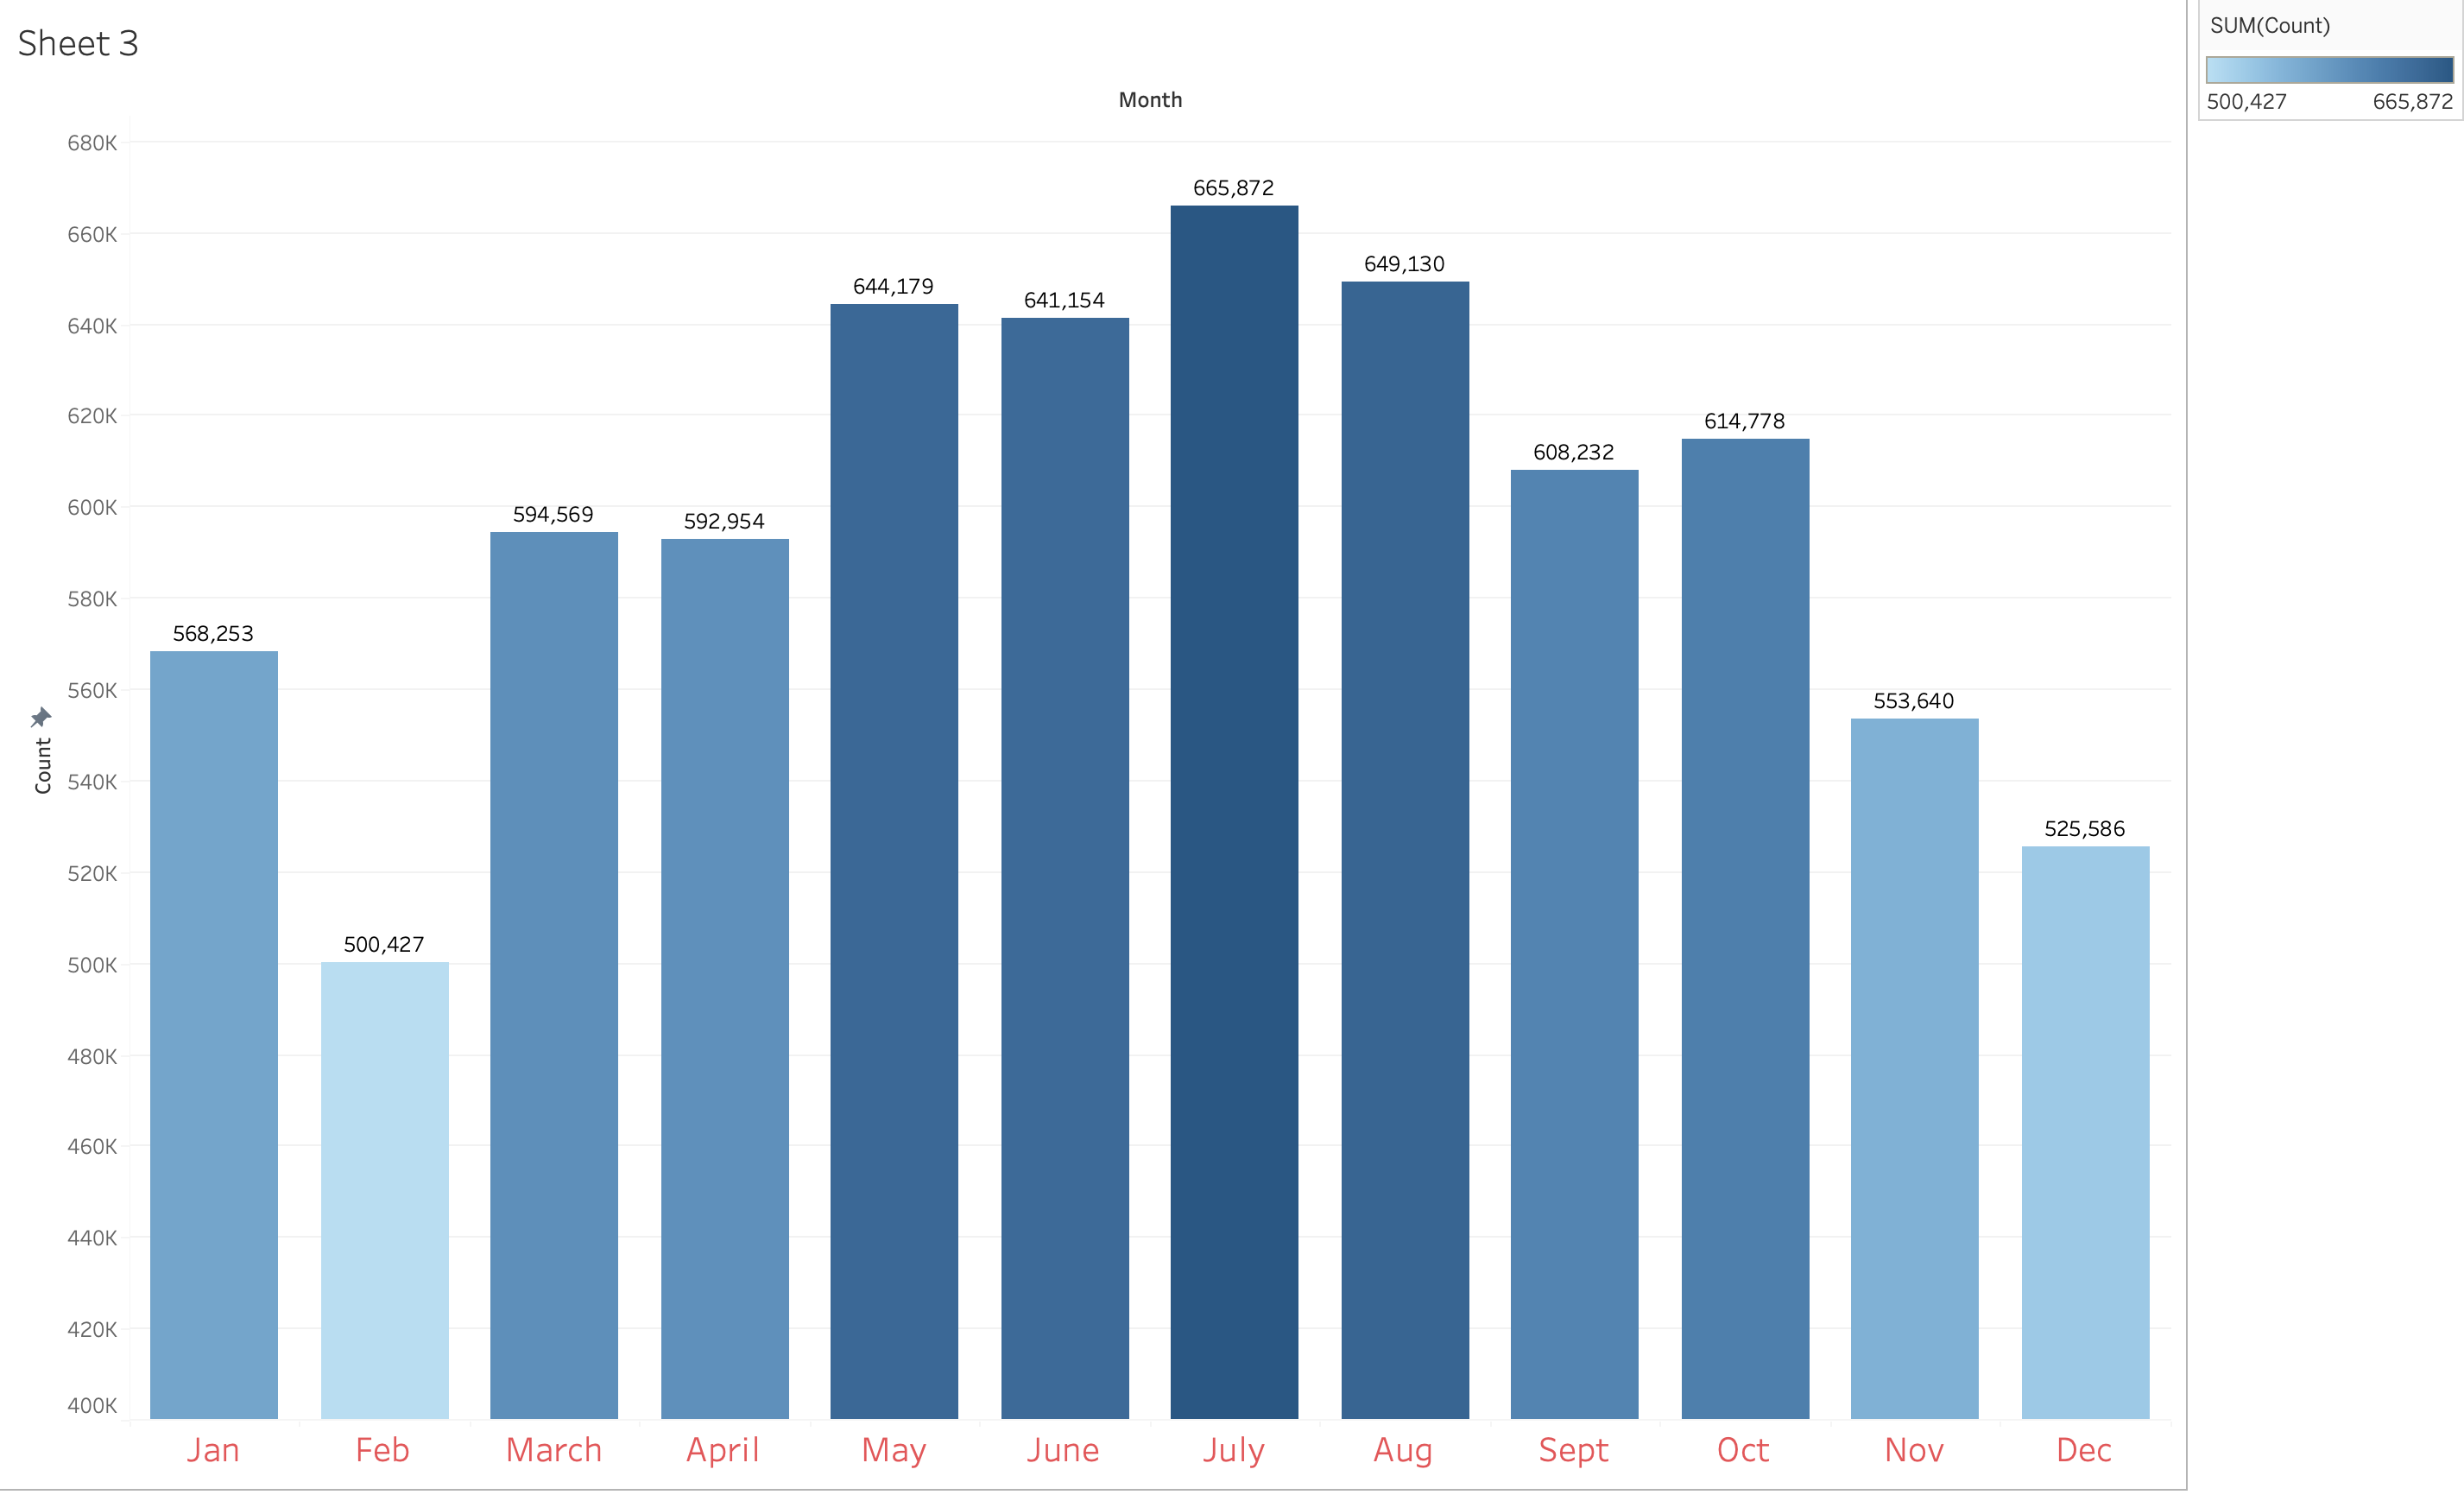 Sheet 3
SUM(Count)
500,427 665,872
Month
680K
660K
640K
620K
600K
580K
560K
540K
520K
500K
480K
460K
440K
420K
400K
Count
568,253
500,427
594,569
592,954
644,179
641,154
665,872
649,130
608,232
614,778
553,640
525,586
Jan Feb March April May June July Aug Sept Oct Nov Dec